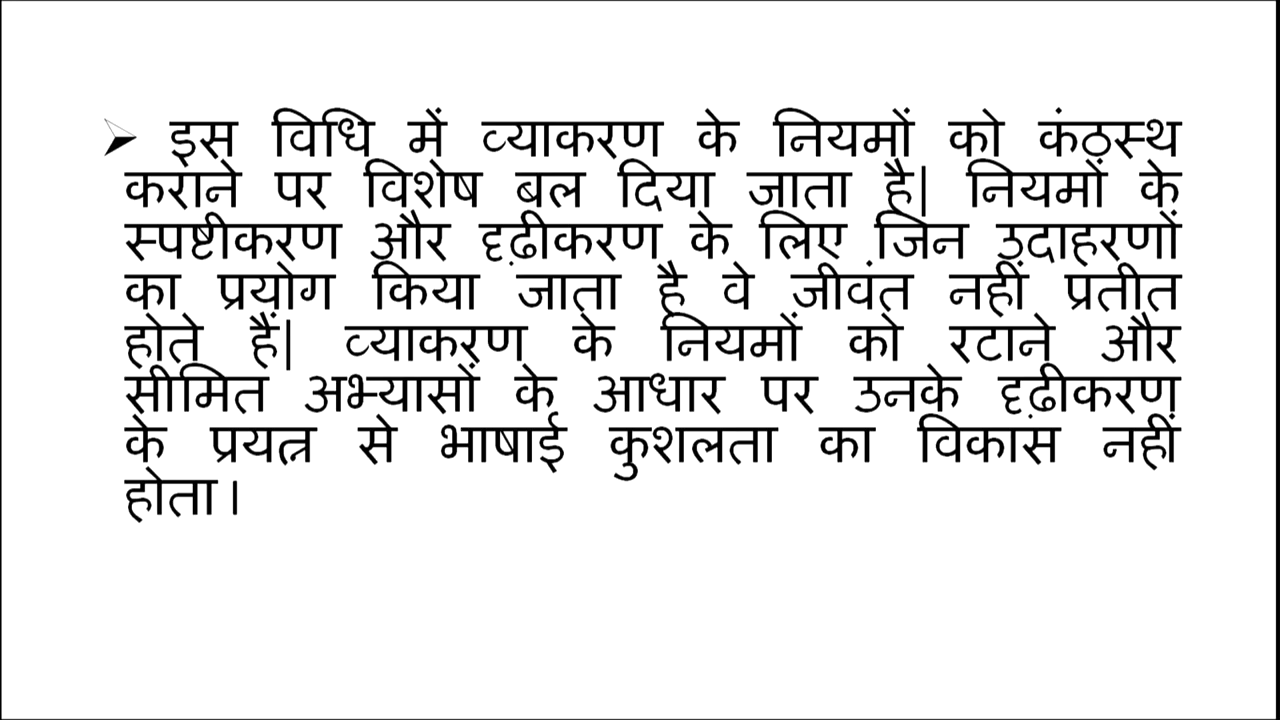 ➢ इस विधि में व्याकरण के नियमों को कंठस्थ
कराने पर विशेष बल दिया जाता है| नियमों के
स्पष्टीकरण और दृढ़ीकरण के लिए जिन उदाहरणों
का प्रयोग किया जाता है वे जीवंत नहीं प्रतीत
होते हैं| व्याकरण के नियमों को रटाने और
सीमित अभ्यासों के आधार पर उनके दृढ़ीकरण
के प्रयत्न से भाषाई कुशलता का विकास नहीं
होता।